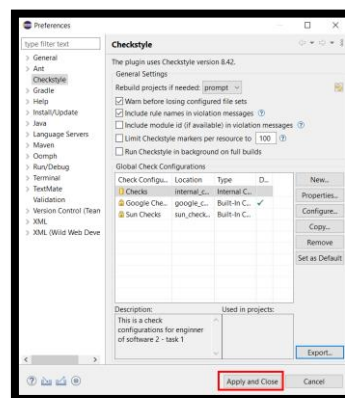 Preferences
type filter text
General
Ant
Checkstyle
Gradle
Help
Install/Update
Java
Language Servers
Maven
Oomph
Run/Debug
Terminal
TextMate
Validation
Version Control (Tean
XML
XML (Wild Web Deve
Checkstyle
The plugin uses Checkstyle version 8.42.
General Settings
Rebuild projects if needed: prompt
Warn before losing configured file sets
Include rule names in violation messages
Include module id (if available) in violation messages
Limit Checkstyle markers per resource to 100
Run Checkstyle in background on full builds
Global Check Configurations
Check Configu... Location Type D...
Checks internal_c... Internal C...
Google Che... google_c... Built-In C...
Sun Checks sun_check... Built-In C...
New...
Properties...
Configure...
Copy...
Remove
Set as Default
Description:
This is a check
configurations for enginner
of software 2 - task 1
Used in projects:
Export...
Apply and Close
Cancel